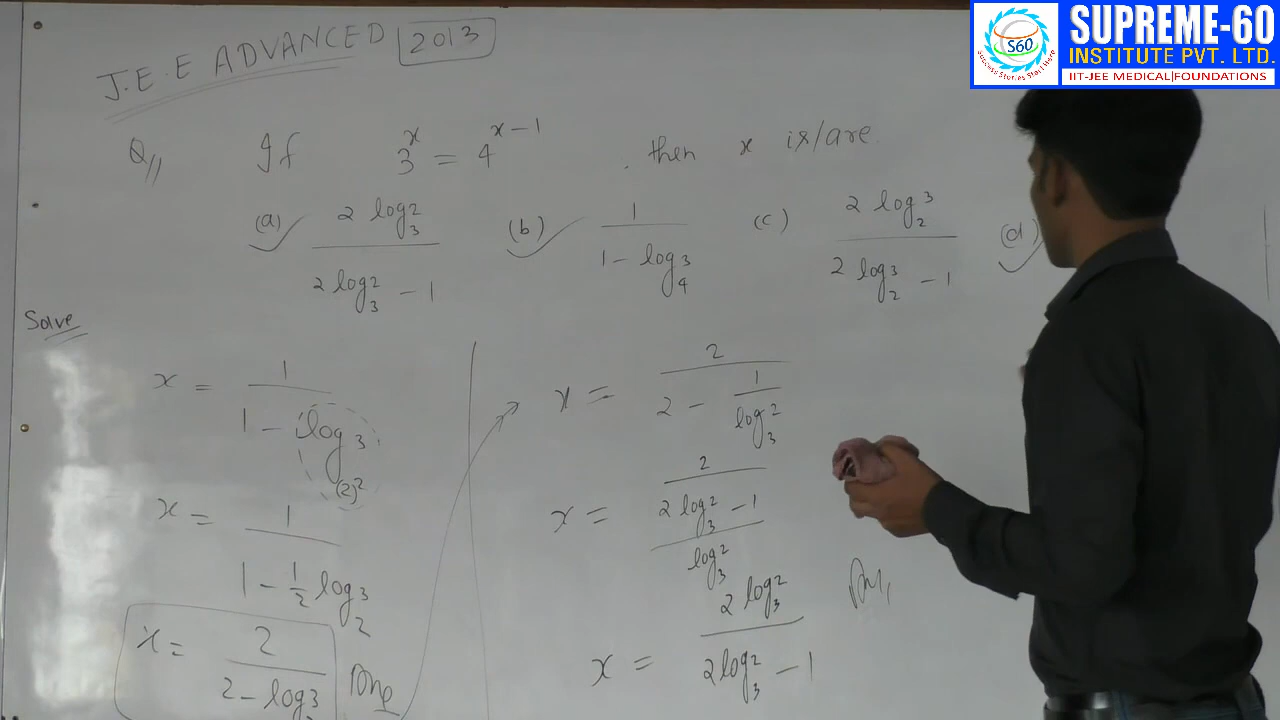 J.E.E ADVANCED 2013
SUPREME-60
INSTITUTE PVT. LTD.
IIT-JEE MEDICAL|FOUNDATIONS
S60
Q// If 3^x = 4^(x-1) . then x is/are
(a) ✓ (2 log_3 2) / (2 log_3 2 - 1) (b) ✓ 1 / (1 - log_4 3) (c) (2 log_2 3) / (2 log_2 3 - 1) (d) ✓
Solve
x = 1 / (1 - log_(2)^2 3)
x = 1 / (1 - 1/2 log_2 3)
x = 2 / (2 - log_2 3) Ans
x = 2 / (2 - 1/(log_3 2))
x = 2 / ((2 log_3 2 - 1) / (log_3 2))
x = (2 log_3 2) / (2 log_3 2 - 1) Ans